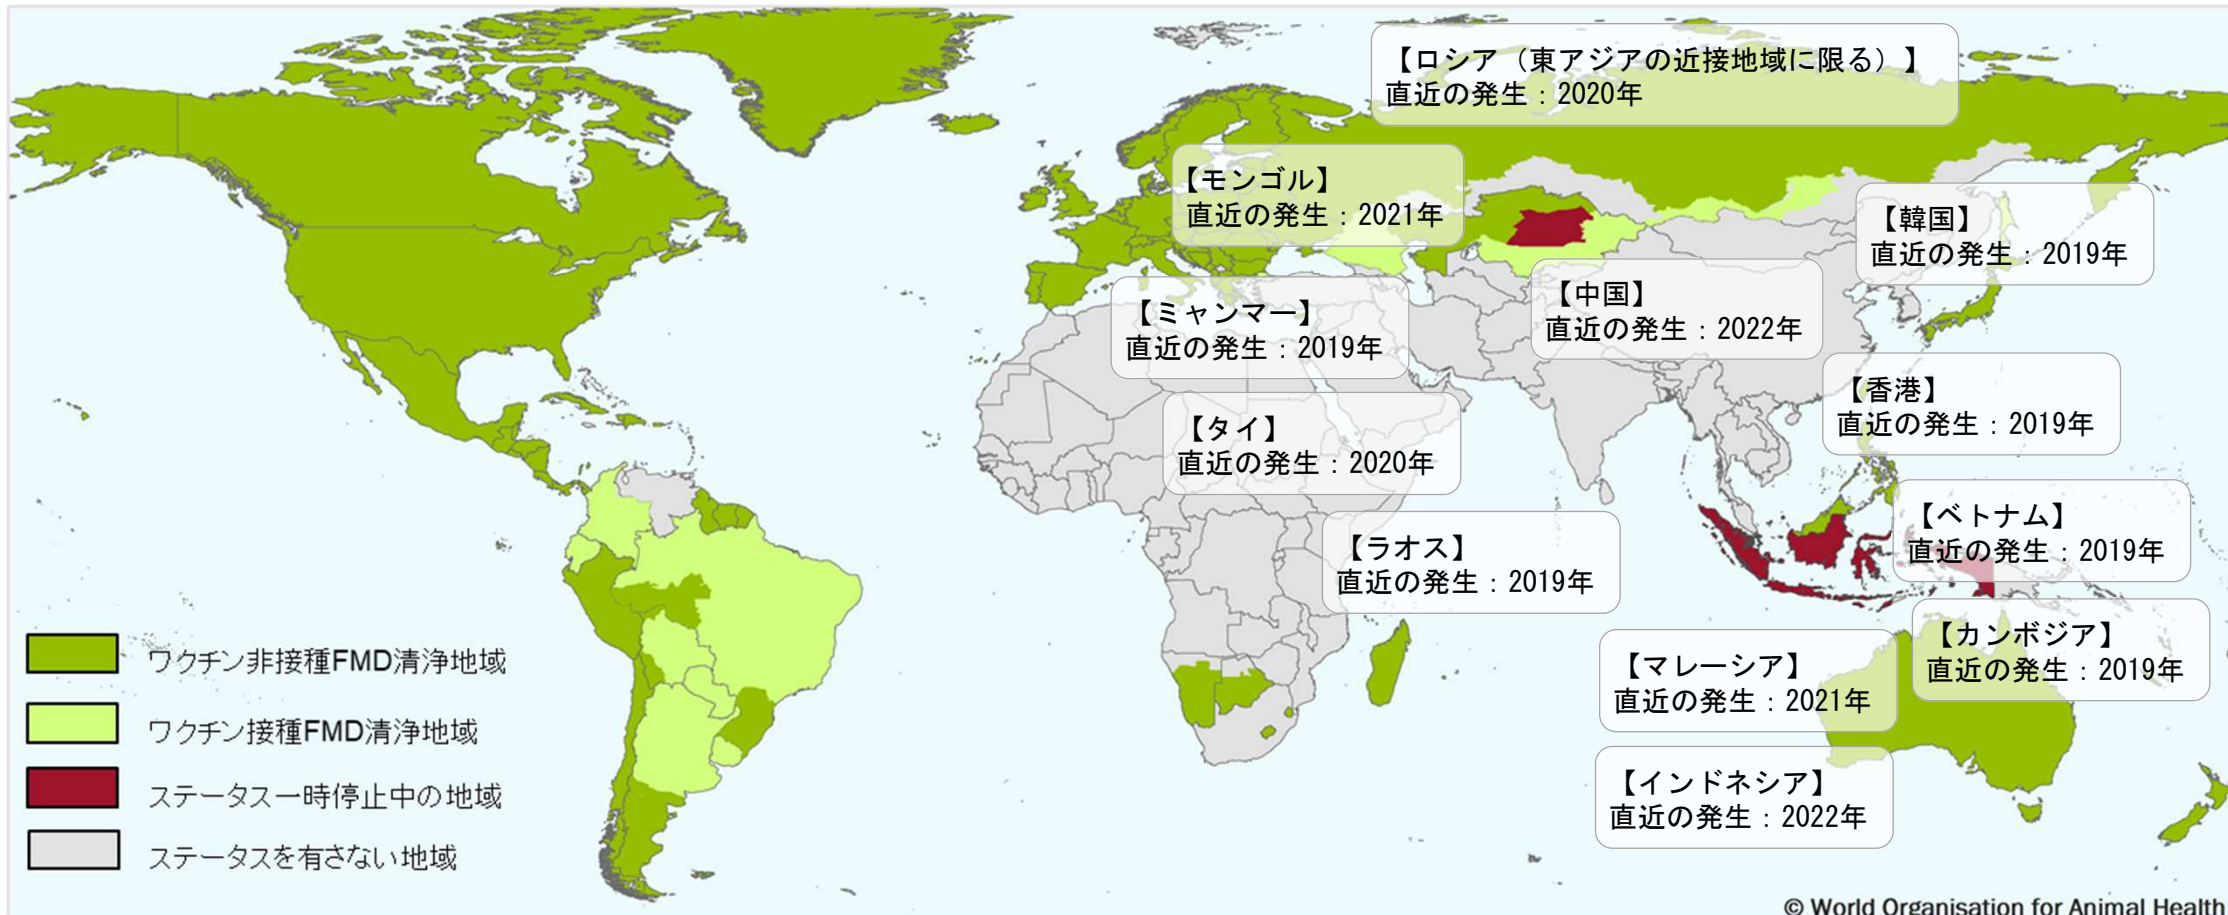 【ロシア（東アジアの近接地域に限る）】
直近の発生：2020年
【モンゴル】
直近の発生：2021年
【韓国】
直近の発生：2019年
【ミャンマー】
直近の発生：2019年
【中国】
直近の発生：2022年
【香港】
直近の発生：2019年
【タイ】
直近の発生：2020年
【ベトナム】
直近の発生：2019年
【ラオス】
直近の発生：2019年
【カンボジア】
直近の発生：2019年
【マレーシア】
直近の発生：2021年
【インドネシア】
直近の発生：2022年
ワクチン非接種FMD清浄地域
ワクチン接種FMD清浄地域
ステータス一時停止中の地域
ステータスを有さない地域
© World Organisation for Animal Health